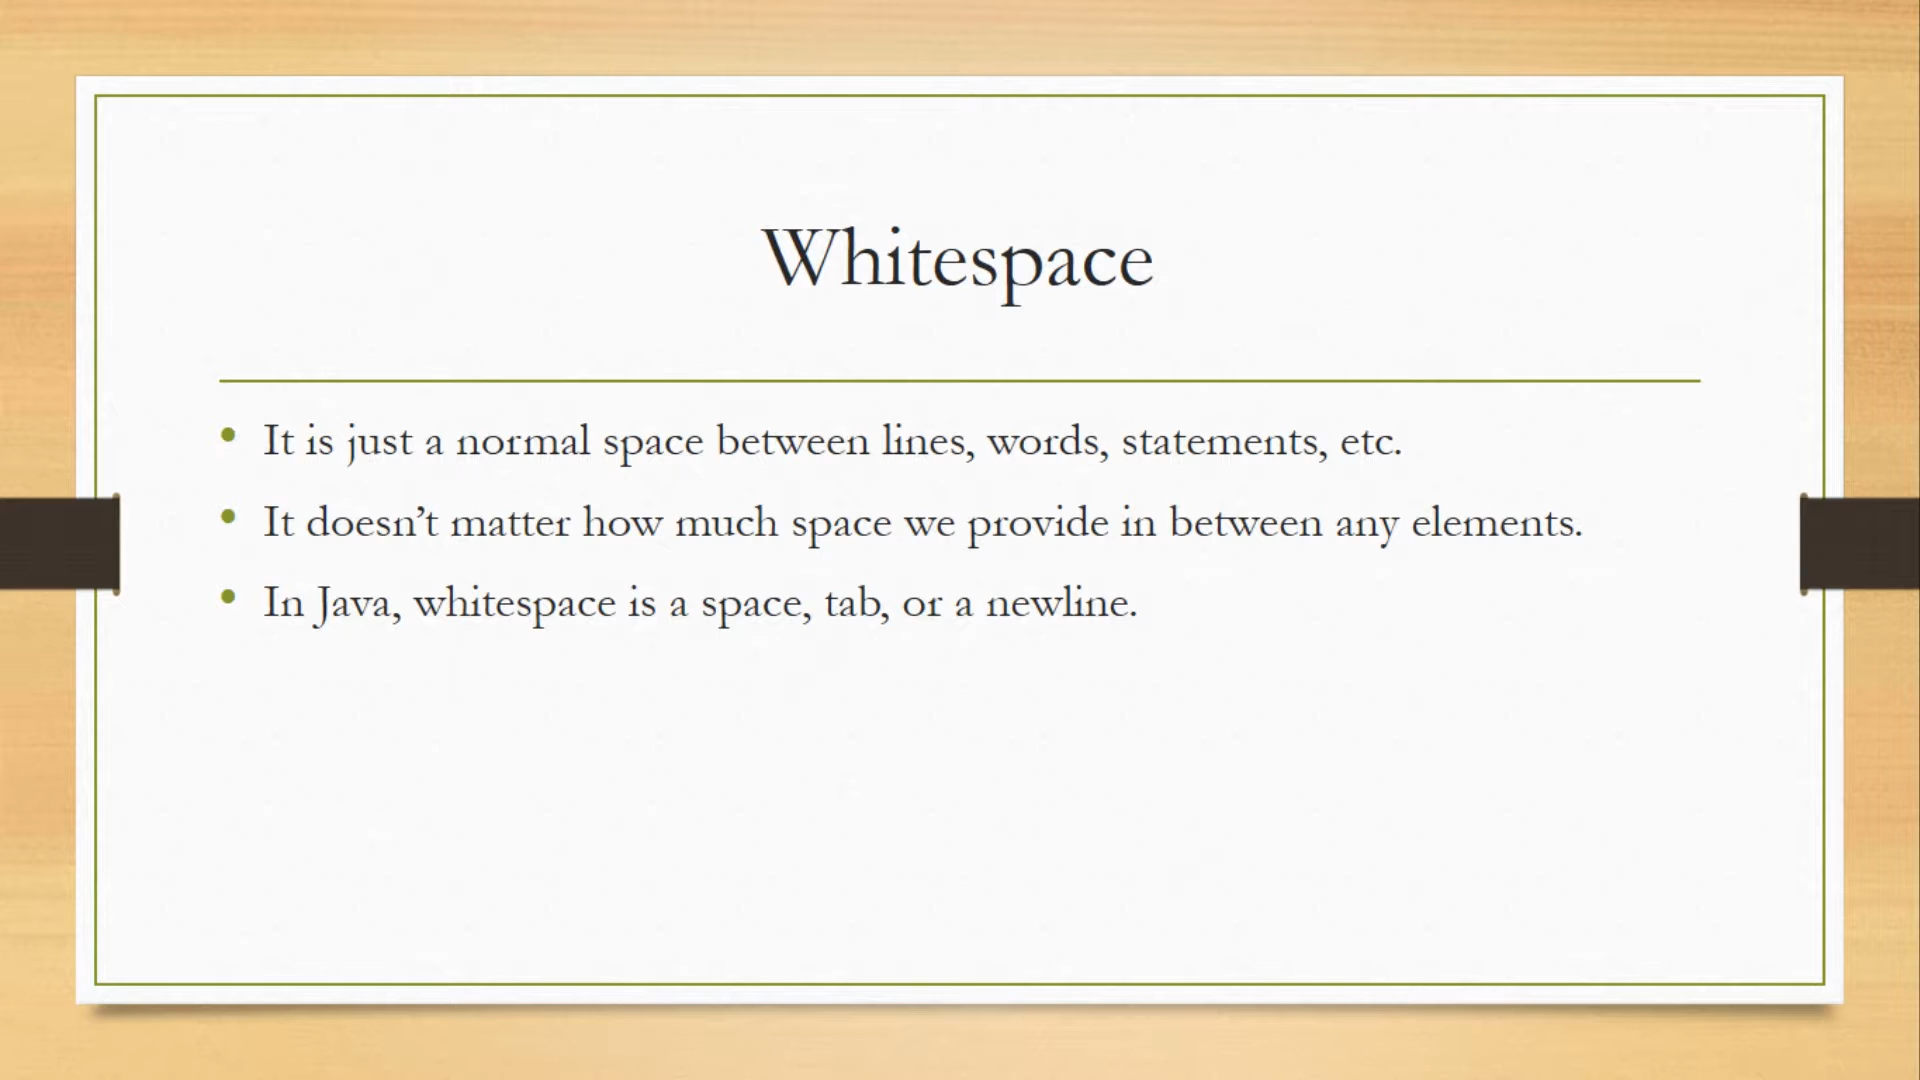 Whitespace
It is just a normal space between lines, words, statements, etc.
It doesn’t matter how much space we provide in between any elements.
In Java, whitespace is a space, tab, or a newline.